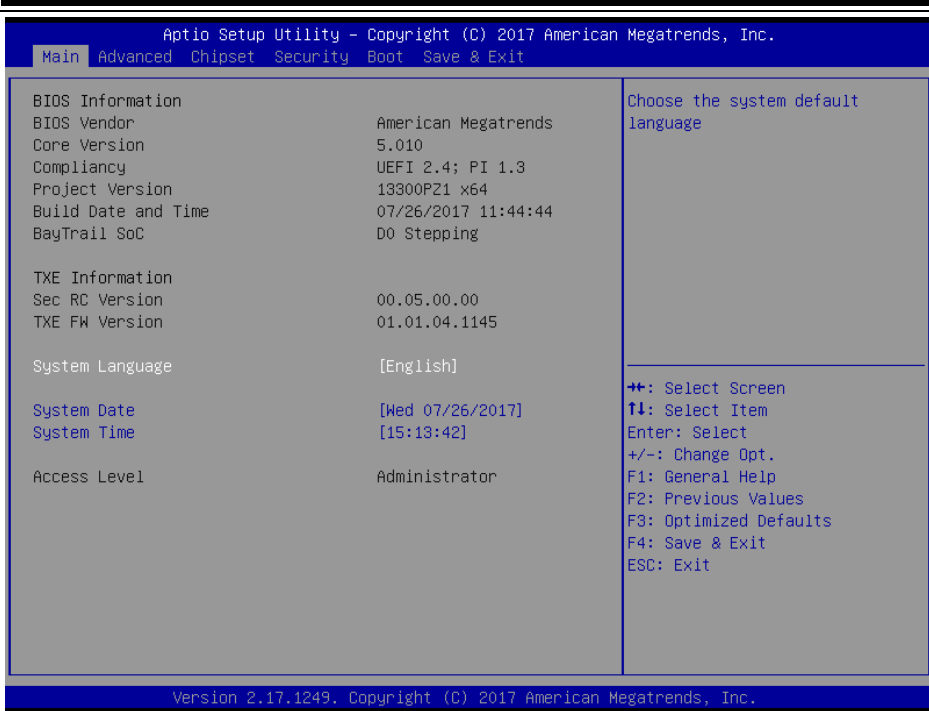 Aptio Setup Utility – Copyright (C) 2017 American Megatrends, Inc.
Main Advanced Chipset Security Boot Save & Exit
BIOS Information
BIOS Vendor American Megatrends
Core Version 5.010
Compliancy UEFI 2.4; PI 1.3
Project Version 13300PZ1 x64
Build Date and Time 07/26/2017 11:44:44
BayTrail SoC D0 Stepping
TXE Information
Sec RC Version 00.05.00.00
TXE FW Version 01.01.04.1145
System Language [English]
System Date [Wed 07/26/2017]
System Time [15:13:42]
Access Level Administrator
Choose the system default
language
→←: Select Screen
↑↓: Select Item
Enter: Select
+/-: Change Opt.
F1: General Help
F2: Previous Values
F3: Optimized Defaults
F4: Save & Exit
ESC: Exit
Version 2.17.1249. Copyright (C) 2017 American Megatrends, Inc.